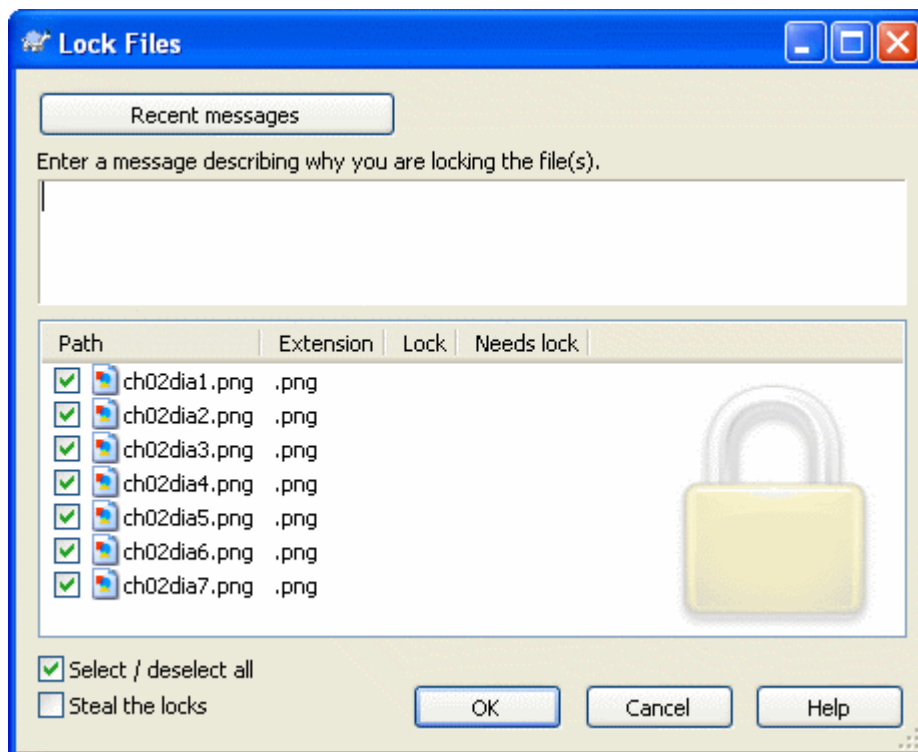 Lock Files
Recent messages
Enter a message describing why you are locking the file(s).
Path Extension Lock Needs lock
ch02dia1.png .png
ch02dia2.png .png
ch02dia3.png .png
ch02dia4.png .png
ch02dia5.png .png
ch02dia6.png .png
ch02dia7.png .png
Select / deselect all
Steal the locks
OK Cancel Help